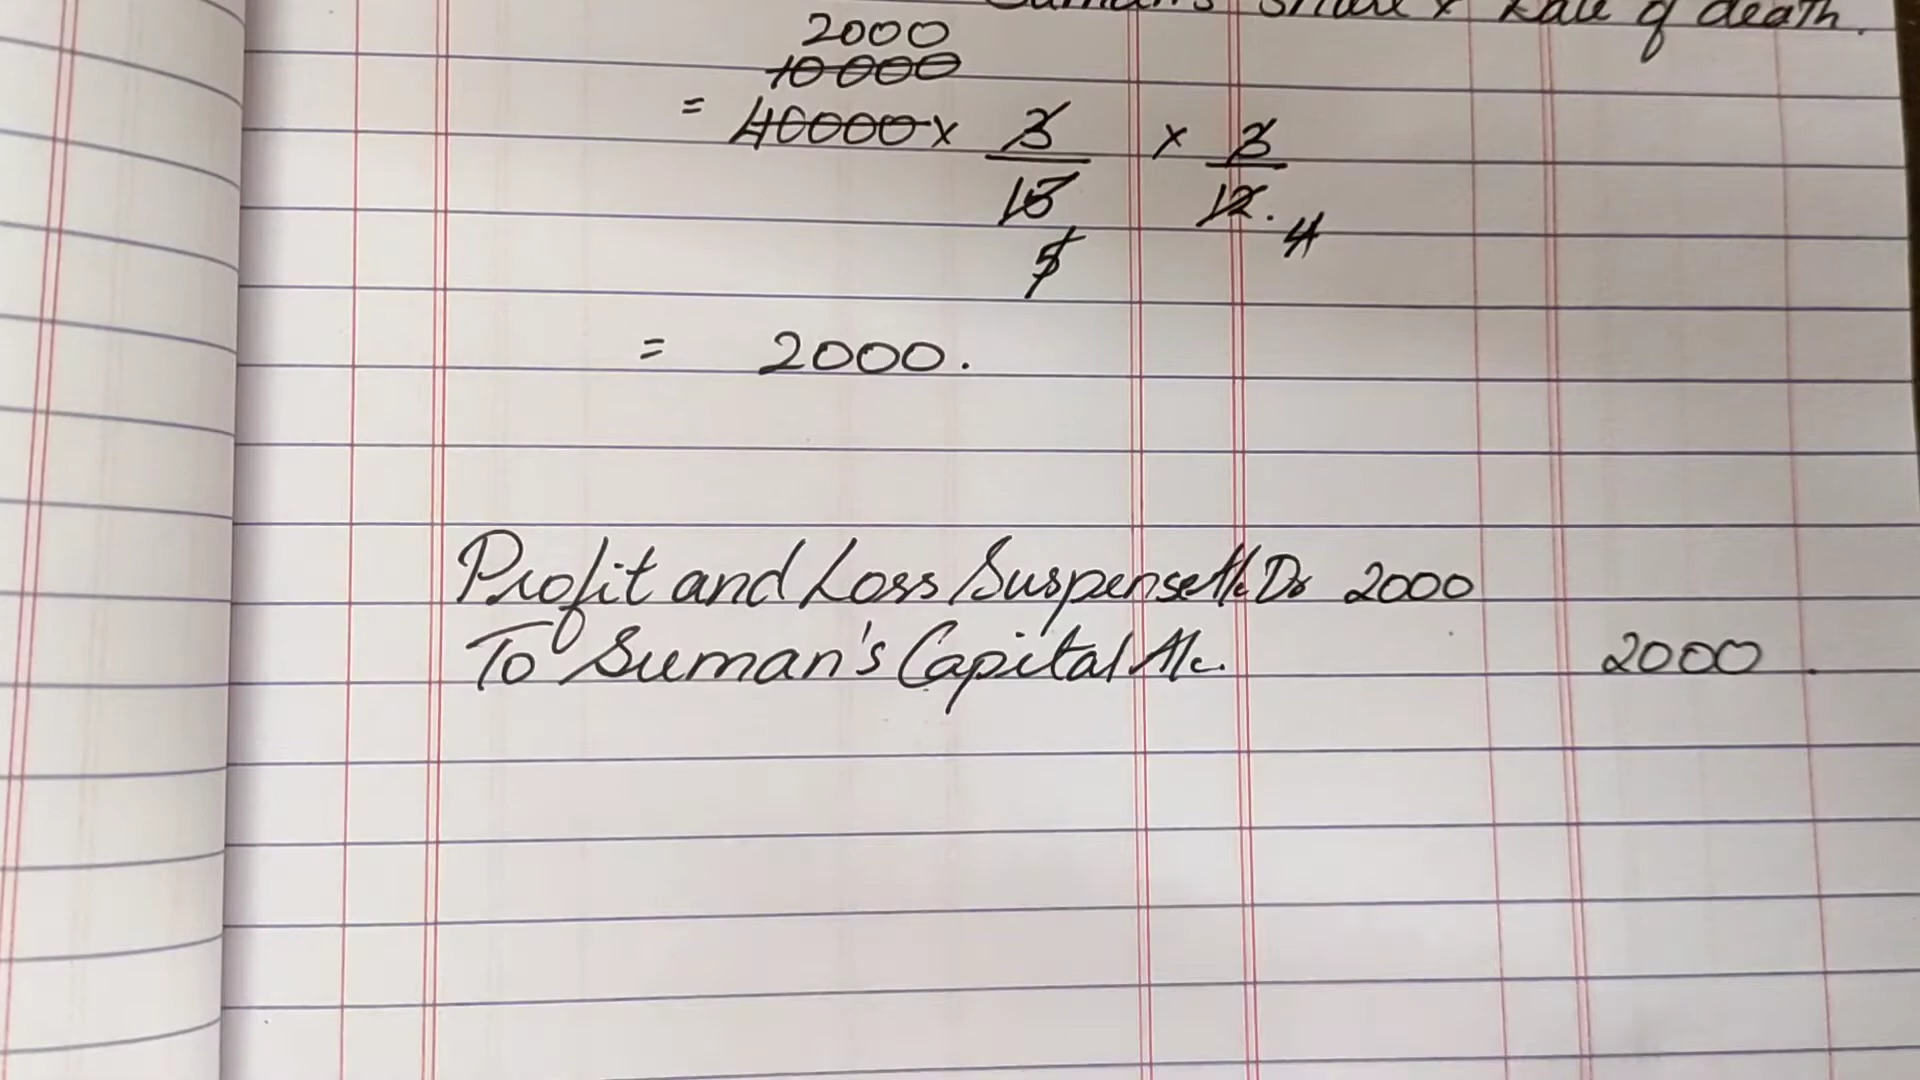 Suman's Share x Date of death.
2000
10000
= 40000 x 3/15 x 3/12. 4
5
= 2000.
Profit and Loss Suspense A/c Dr 2000
To Suman's Capital A/c. 2000